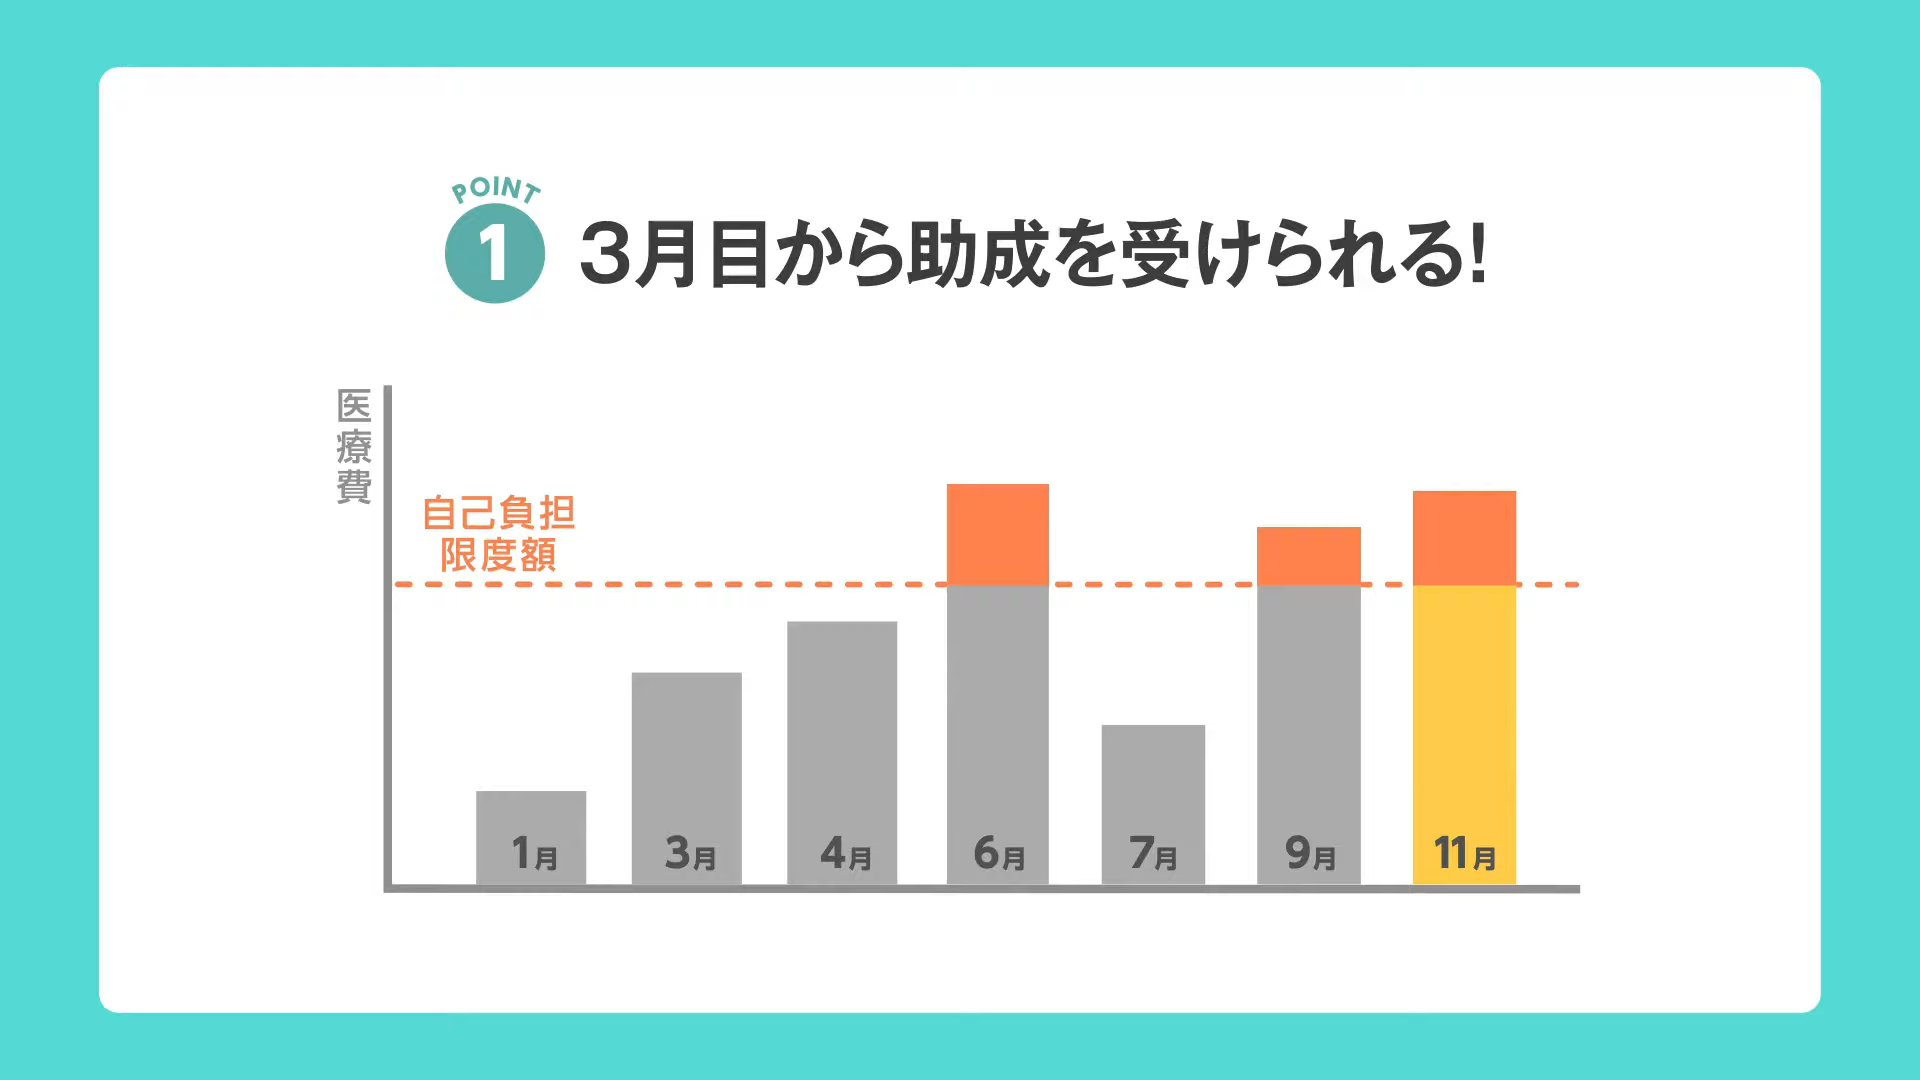 POINT
1
3月目から助成を受けられる!
医療費
自己負担
限度額
1月
3月
4月
6月
7月
9月
11月